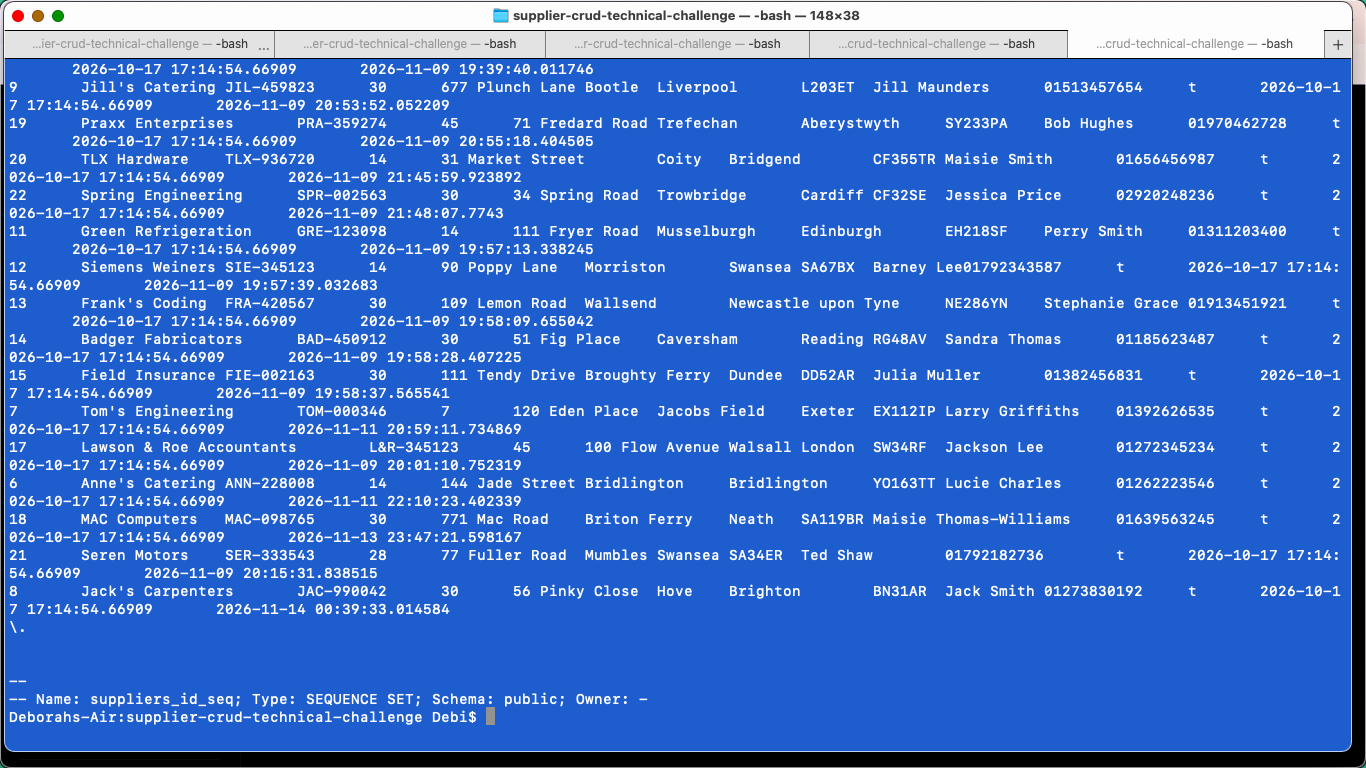 supplier-crud-technical-challenge — -bash — 148×38
...ier-crud-technical-challenge — -bash ... ...er-crud-technical-challenge — -bash ...r-crud-technical-challenge — -bash ...crud-technical-challenge — -bash ...crud-technical-challenge — -bash +
2026-10-17 17:14:54.66909 2026-11-09 19:39:40.011746
9 Jill's Catering JIL-459823 30 677 Plunch Lane Bootle Liverpool L203ET Jill Maunders 01513457654 t 2026-10-1
7 17:14:54.66909 2026-11-09 20:53:52.052209
19 Praxx Enterprises PRA-359274 45 71 Fredard Road Trefechan Aberystwyth SY233PA Bob Hughes 01970462728 t
2026-10-17 17:14:54.66909 2026-11-09 20:55:18.404505
20 TLX Hardware TLX-936720 14 31 Market Street Coity Bridgend CF355TR Maisie Smith 01656456987 t 2
026-10-17 17:14:54.66909 2026-11-09 21:45:59.923892
22 Spring Engineering SPR-002563 30 34 Spring Road Trowbridge Cardiff CF32SE Jessica Price 02920248236 t 2
026-10-17 17:14:54.66909 2026-11-09 21:48:07.7743
11 Green Refrigeration GRE-123098 14 111 Fryer Road Musselburgh Edinburgh EH218SF Perry Smith 01311203400 t
2026-10-17 17:14:54.66909 2026-11-09 19:57:13.338245
12 Siemens Weiners SIE-345123 14 90 Poppy Lane Morriston Swansea SA67BX Barney Lee01792343587 t 2026-10-17 17:14:
54.66909 2026-11-09 19:57:39.032683
13 Frank's Coding FRA-420567 30 109 Lemon Road Wallsend Newcastle upon Tyne NE286YN Stephanie Grace 01913451921 t
2026-10-17 17:14:54.66909 2026-11-09 19:58:09.655042
14 Badger Fabricators BAD-450912 30 51 Fig Place Caversham Reading RG48AV Sandra Thomas 01185623487 t 2
026-10-17 17:14:54.66909 2026-11-09 19:58:28.407225
15 Field Insurance FIE-002163 30 111 Tendy Drive Broughty Ferry Dundee DD52AR Julia Muller 01382456831 t 2026-10-1
7 17:14:54.66909 2026-11-09 19:58:37.565541
7 Tom's Engineering TOM-000346 7 120 Eden Place Jacobs Field Exeter EX112IP Larry Griffiths 01392626535 t 2
026-10-17 17:14:54.66909 2026-11-11 20:59:11.734869
17 Lawson & Roe Accountants L&R-345123 45 100 Flow Avenue Walsall London SW34RF Jackson Lee 01272345234 t 2
026-10-17 17:14:54.66909 2026-11-09 20:01:10.752319
6 Anne's Catering ANN-228008 14 144 Jade Street Bridlington Bridlington YO163TT Lucie Charles 01262223546 t 2
026-10-17 17:14:54.66909 2026-11-11 22:10:23.402339
18 MAC Computers MAC-098765 30 771 Mac Road Briton Ferry Neath SA119BR Maisie Thomas-Williams 01639563245 t 2
026-10-17 17:14:54.66909 2026-11-13 23:47:21.598167
21 Seren Motors SER-333543 28 77 Fuller Road Mumbles Swansea SA34ER Ted Shaw 01792182736 t 2026-10-17 17:14:
54.66909 2026-11-09 20:15:31.838515
8 Jack's Carpenters JAC-990042 30 56 Pinky Close Hove Brighton BN31AR Jack Smith 01273830192 t 2026-10-1
7 17:14:54.66909 2026-11-14 00:39:33.014584
\.
--
-- Name: suppliers_id_seq; Type: SEQUENCE SET; Schema: public; Owner: -
Deborahs-Air:supplier-crud-technical-challenge Debi$